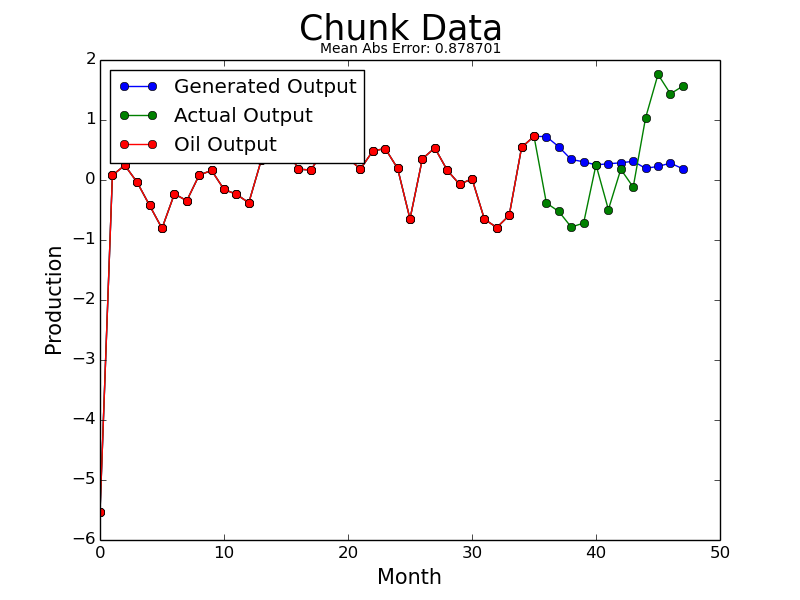 Chunk Data
Mean Abs Error: 0.878701
Generated Output
Actual Output
Oil Output
2
1
0
−1
−2
−3
−4
−5
−6
Production
0 10 20 30 40 50
Month